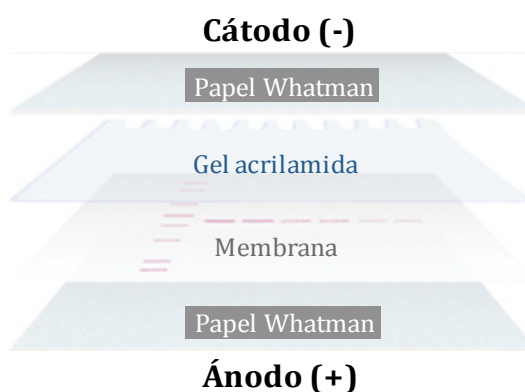 Cátodo (-)
Papel Whatman
Gel acrilamida
Membrana
Papel Whatman
Ánodo (+)